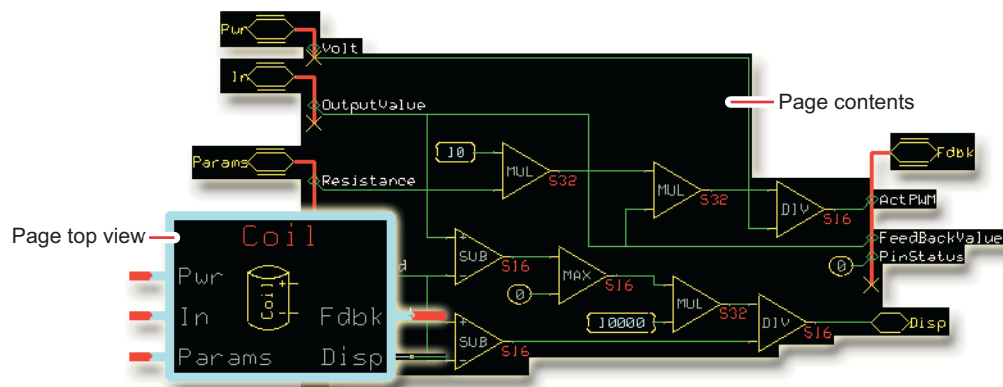 Pwr
Volt
In
OutputValue
Page contents
10
MUL
S32
Fdbk
Params
Resistance
MUL
S32
DIV
S16
ActPWM
Page top view
Coil
FeedBackValue
SUB
S16
MAX
S16
0
PinStatus
Pwr
Coil
0
MUL
S32
In
Fdbk
10000
DIV
S16
Disp
Params
Disp
SUB
S16